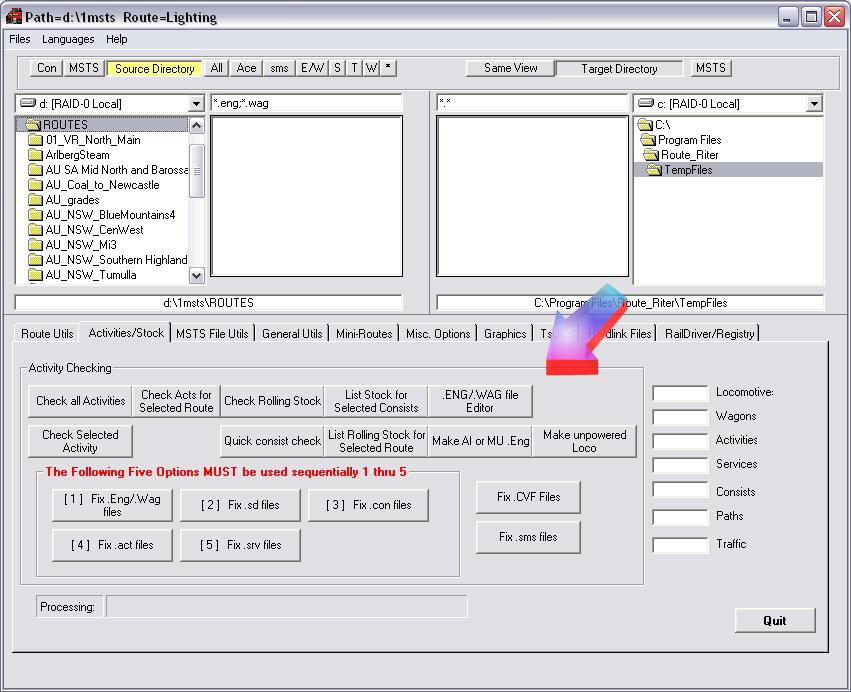 Path=d:\1msts Route=Lighting
Files Languages Help
Con MSTS Source Directory All Ace sms E/W S T W * Same View Target Directory MSTS
d: [RAID-0 Local] *.eng;*.wag *.* c: [RAID-0 Local]
ROUTES
01_VR_North_Main
ArlbergSteam
AU SA Mid North and Barossa
AU_Coal_to_Newcastle
AU_grades
AU_NSW_BlueMountains4
AU_NSW_CenWest
AU_NSW_Mi3
AU_NSW_Southern Highland
AU_NSW_Tumulla
C:\
Program Files
Route_Riter
TempFiles
d:\1msts\ROUTES
C:\Program Files\Route_Riter\TempFiles
Route Utils Activities/Stock MSTS File Utils General Utils Mini-Routes Misc. Options Graphics Files RailDriver/Registry
Activity Checking
Check all Activities
Check Acts for
Selected Route
Check Rolling Stock
List Stock for
Selected Consists
.ENG/.WAG file
Editor
Check Selected
Activity
Quick consist check
List Rolling Stock for
Selected Route
Make AI or MU .Eng
Make unpowered
Loco
The Following Five Options MUST be used sequentially 1 thru 5
[ 1 ] Fix .Eng/.Wag
files
[ 2 ] Fix .sd files
[ 3 ] Fix .con files
[ 4 ] Fix .act files
[ 5 ] Fix .srv files
Fix .CVF Files
Fix .sms files
Locomotive:
Wagons
Activities
Services
Consists
Paths
Traffic
Processing:
Quit